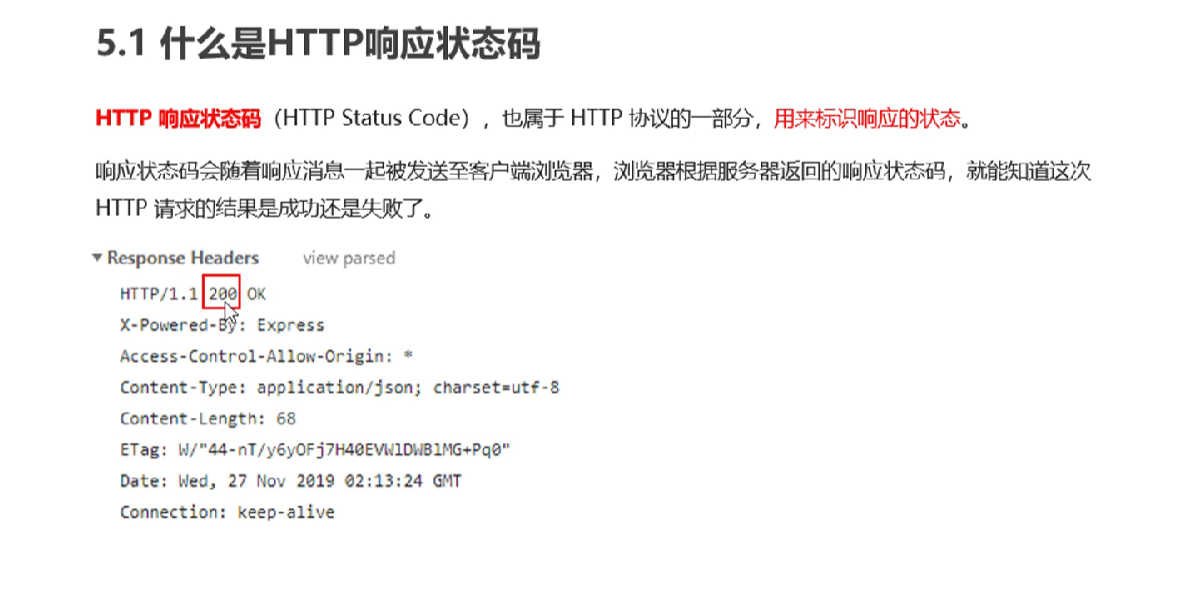 5.1 什么是HTTP响应状态码
HTTP 响应状态码（HTTP Status Code），也属于 HTTP 协议的一部分，用来标识响应的状态。
响应状态码会随着响应消息一起被发送至客户端浏览器，浏览器根据服务器返回的响应状态码，就能知道这次
HTTP 请求的结果是成功还是失败了。
▼ Response Headers view parsed
HTTP/1.1 200 OK
X-Powered-By: Express
Access-Control-Allow-Origin: *
Content-Type: application/json; charset=utf-8
Content-Length: 68
ETag: W/"44-nT/y6yOFj7H40EVWlDWBlMG+Pq0"
Date: Wed, 27 Nov 2019 02:13:24 GMT
Connection: keep-alive